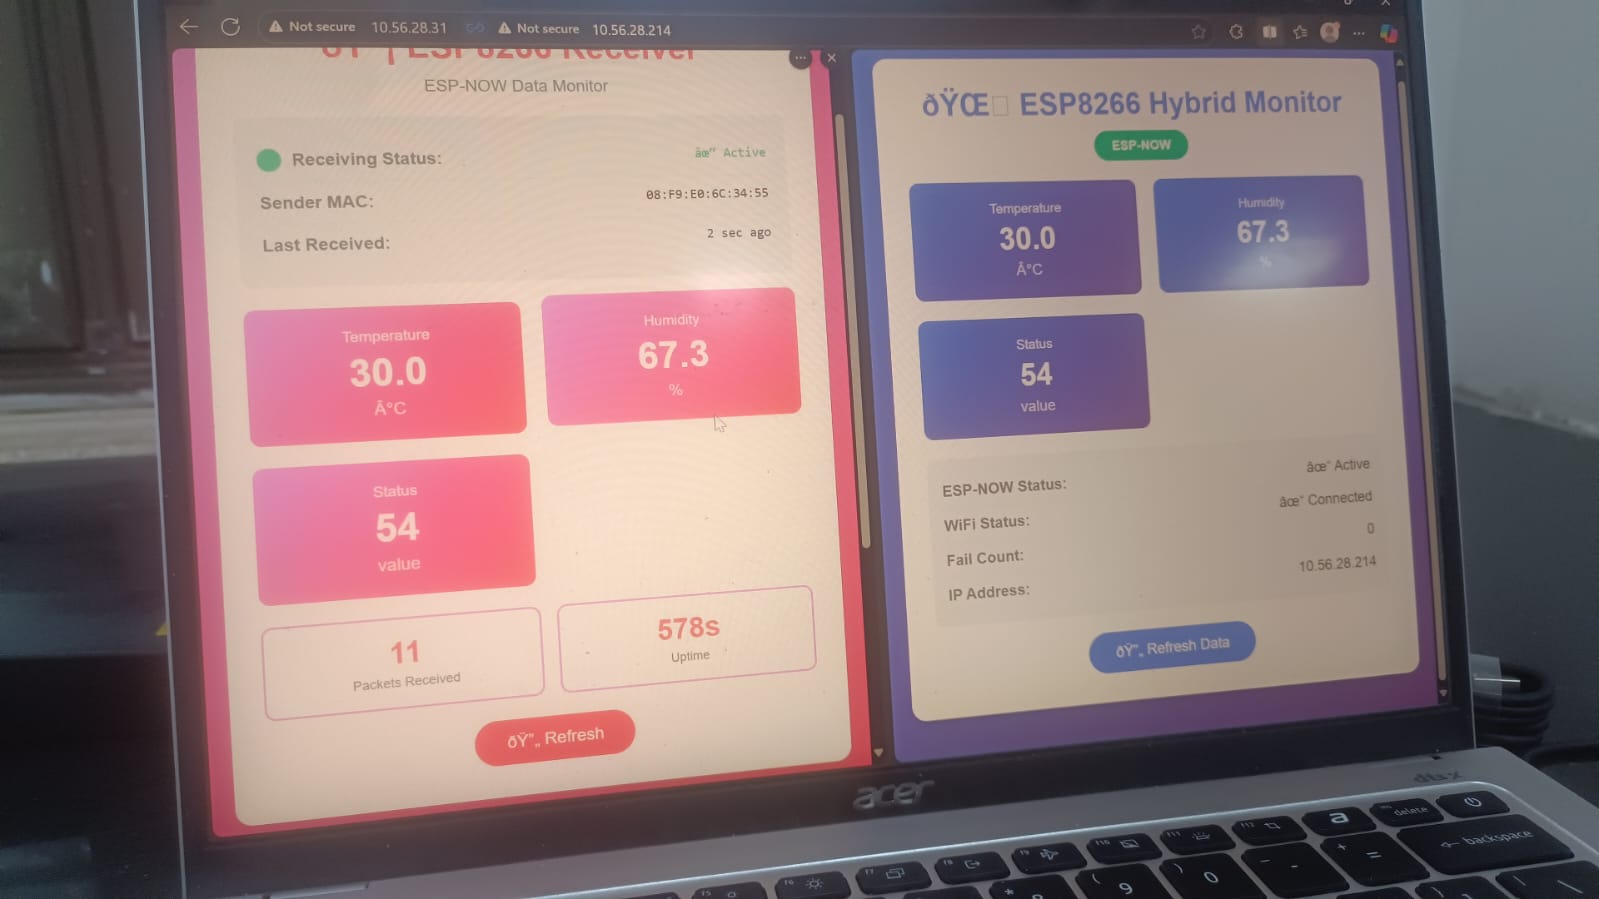 Not secure 10.56.28.31 Not secure 10.56.28.214
ESP8266 Receiver
ESP-NOW Data Monitor
Receiving Status: âœ“ Active
Sender MAC: 08:F9:E0:6C:34:55
Last Received: 2 sec ago
Temperature
30.0
Â°C
Humidity
67.3
%
Status
54
value
11
Packets Received
578s
Uptime
ðŸ”„ Refresh
ðŸŒ ESP8266 Hybrid Monitor
ESP-NOW
Temperature
30.0
Â°C
Humidity
67.3
%
Status
54
value
ESP-NOW Status: âœ“ Active
WiFi Status: âœ“ Connected
Fail Count: 0
IP Address: 10.56.28.214
ðŸ”„ Refresh Data
acer
delete
backspace
a
9
0